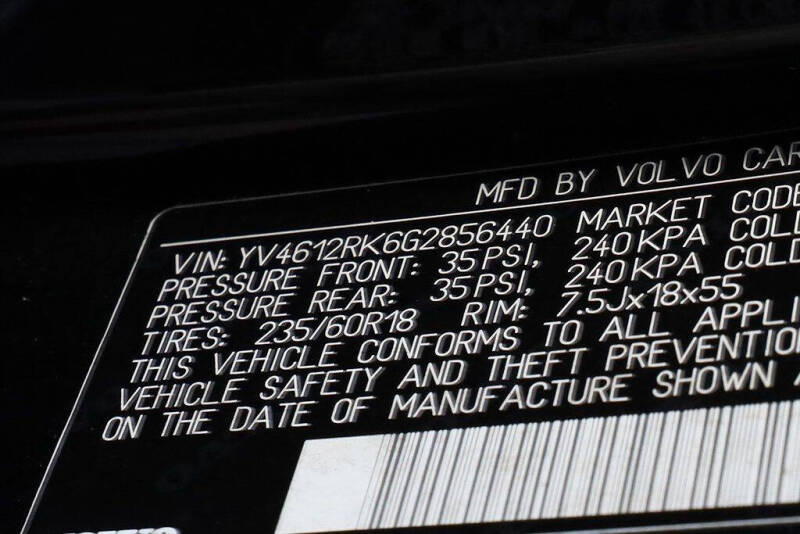 MFD BY VOLVO CAR
VIN: YV4612RK6G2856440 MARKET CODE
PRESSURE FRONT: 35PSI, 240KPA COLD
PRESSURE REAR: 35PSI, 240KPA COLD
TIRES: 235/60R18 RIM: 7.5Jx18x55
THIS VEHICLE CONFORMS TO ALL APPLI
VEHICLE SAFETY AND THEFT PREVENTION
ON THE DATE OF MANUFACTURE SHOWN